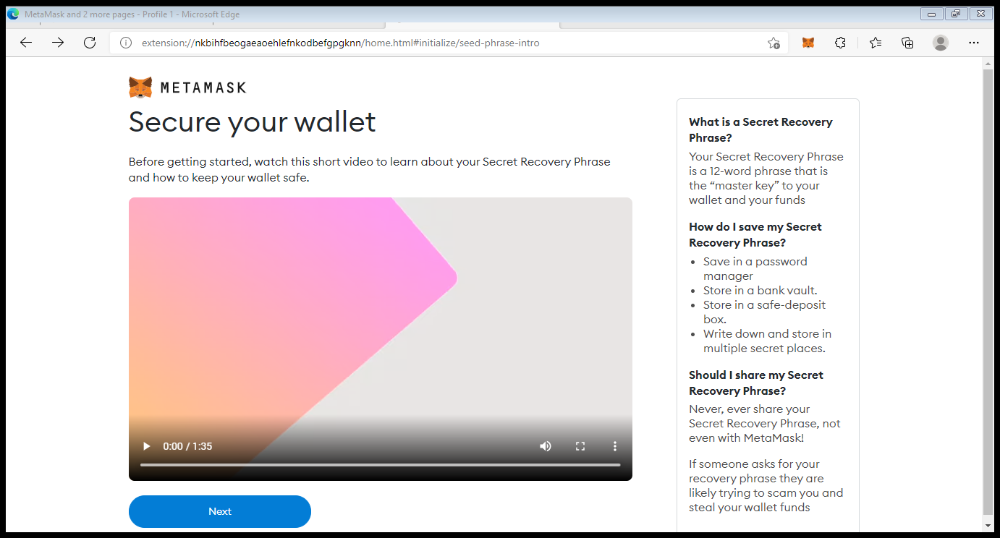 MetaMask and 2 more pages - Profile 1 - Microsoft Edge
extension://nkbihfbeogaeaoehlefnkodbefgpgknn/home.html#initialize/seed-phrase-intro
METAMASK
Secure your wallet
Before getting started, watch this short video to learn about your Secret Recovery Phrase
and how to keep your wallet safe.
0:00 / 1:35
Next
What is a Secret Recovery
Phrase?
Your Secret Recovery Phrase
is a 12-word phrase that is
the “master key” to your
wallet and your funds
How do I save my Secret
Recovery Phrase?
• Save in a password
manager
• Store in a bank vault.
• Store in a safe-deposit
box.
• Write down and store in
multiple secret places.
Should I share my Secret
Recovery Phrase?
Never, ever share your
Secret Recovery Phrase, not
even with MetaMask!
If someone asks for your
recovery phrase they are
likely trying to scam you and
steal your wallet funds